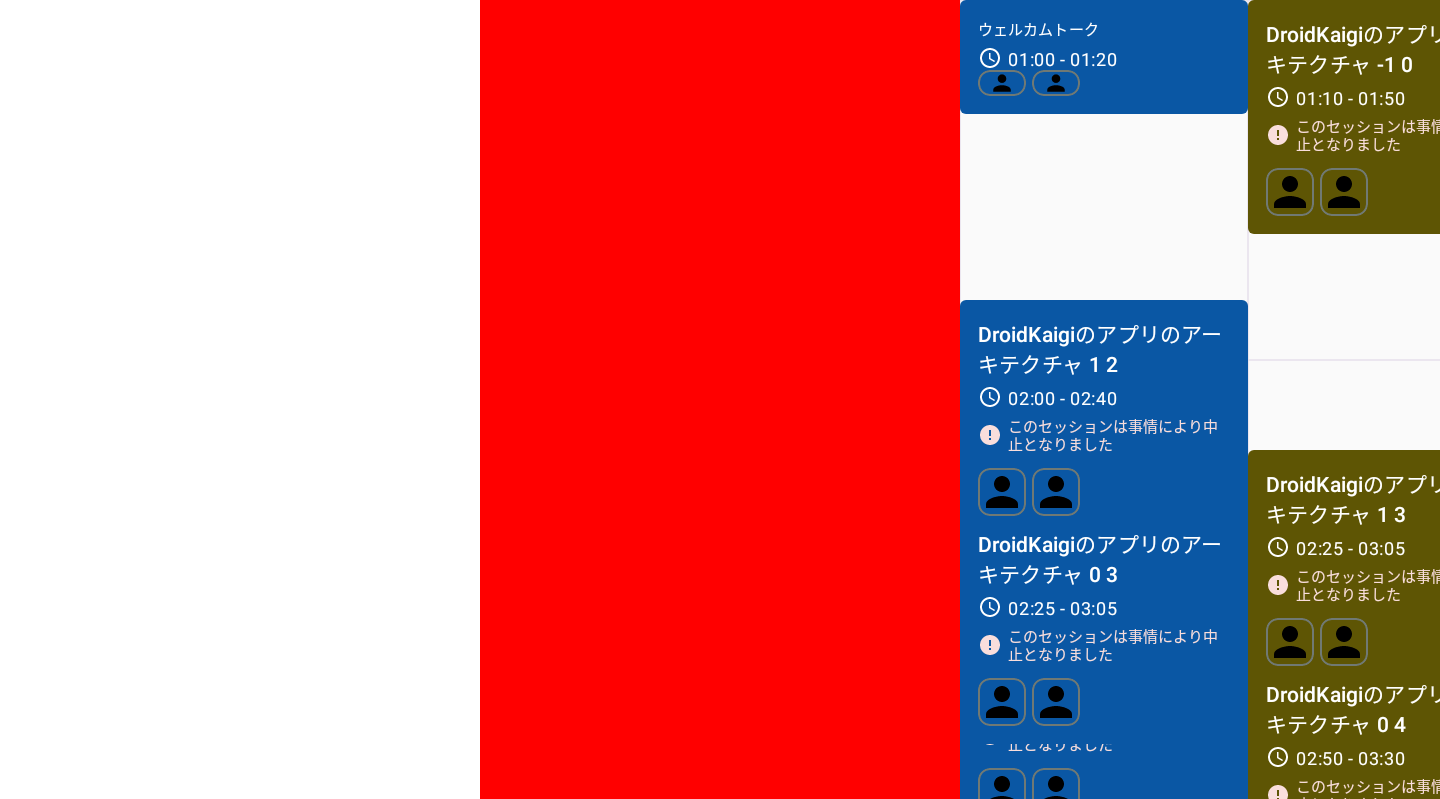 ウェルカムトーク
01:00 - 01:20
DroidKaigiのアプリのアー
キテクチャ 1 2
02:00 - 02:40
このセッションは事情により中
止となりました
DroidKaigiのアプリのアー
キテクチャ 0 3
02:25 - 03:05
このセッションは事情により中
止となりました
止となりました
DroidKaigiのアプリ
キテクチャ -1 0
01:10 - 01:50
このセッションは事情
止となりました
DroidKaigiのアプリ
キテクチャ 1 3
02:25 - 03:05
このセッションは事情
止となりました
DroidKaigiのアプリ
キテクチャ 0 4
02:50 - 03:30
このセッションは事情